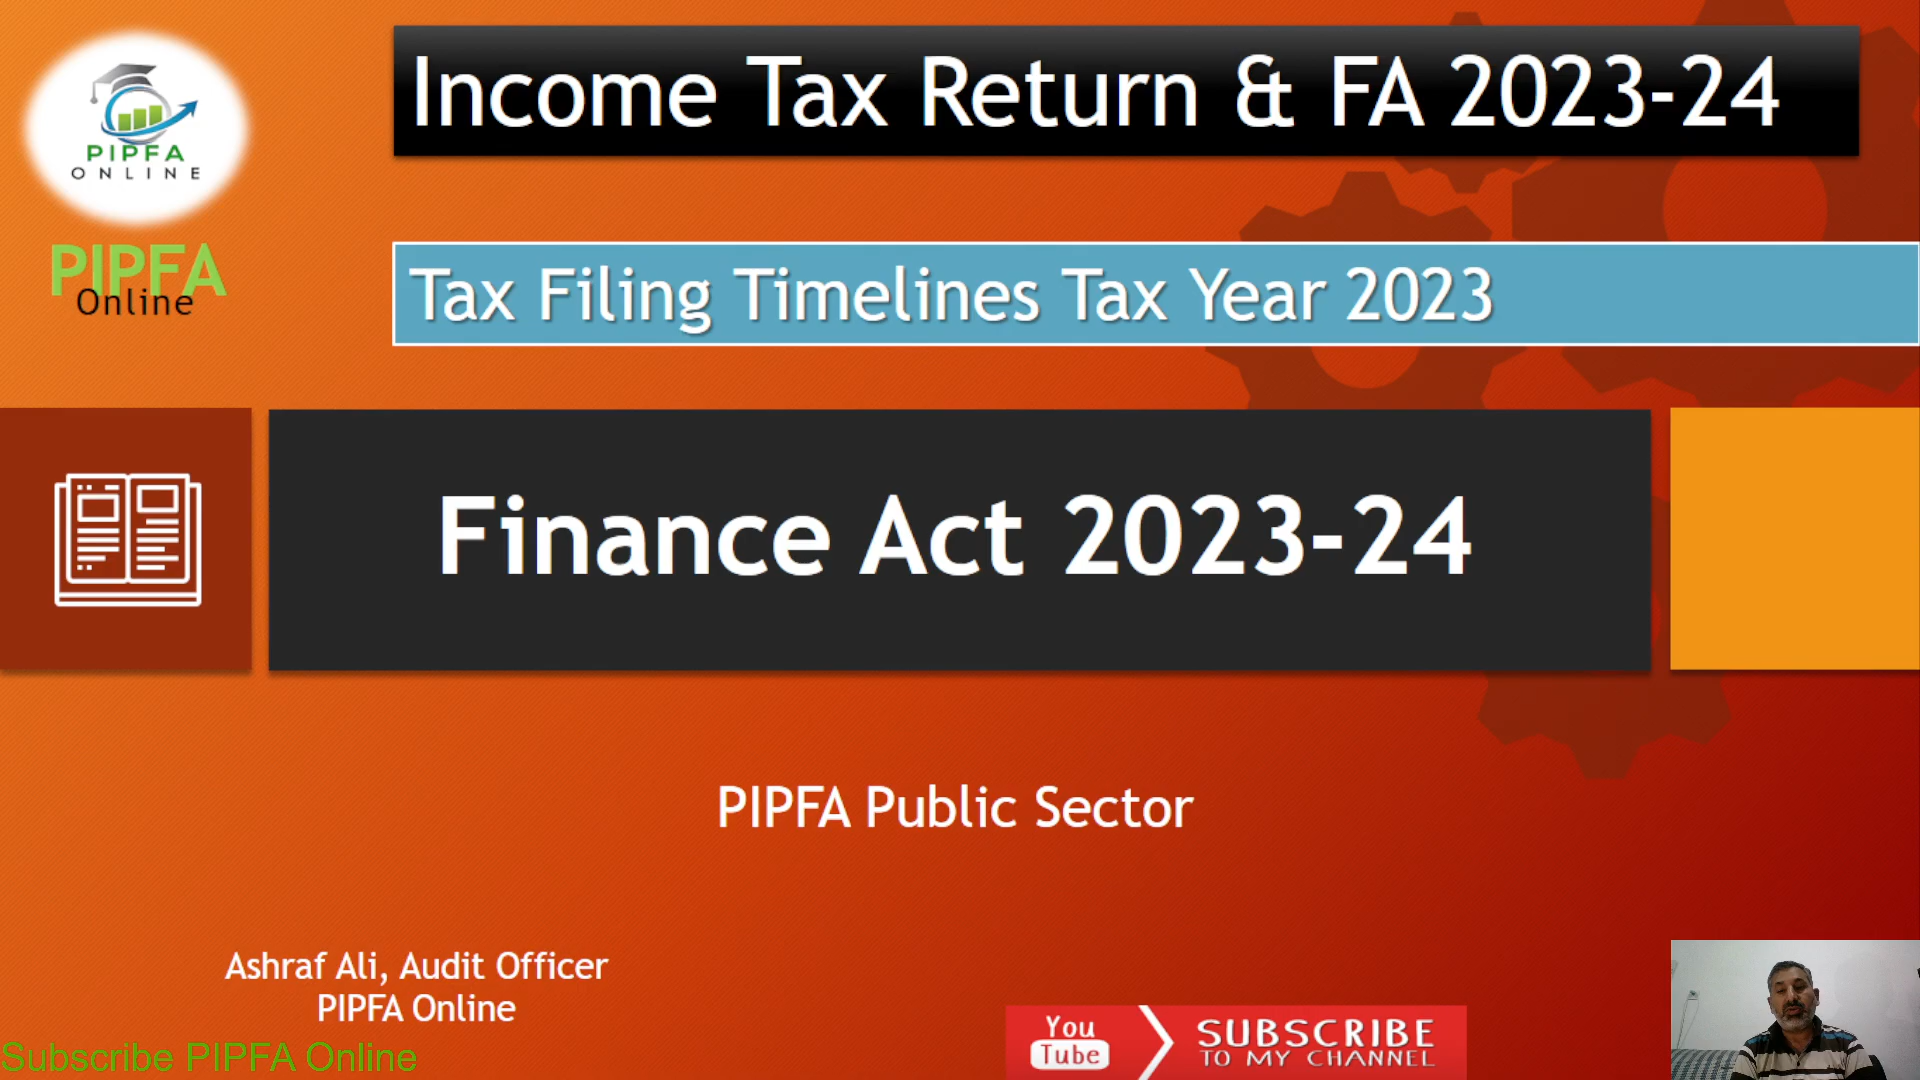 Income Tax Return & FA 2023-24
PIPFA
ONLINE
PIPFA
Online
Tax Filing Timelines Tax Year 2023
Finance Act 2023-24
PIPFA Public Sector
Ashraf Ali, Audit Officer
PIPFA Online
You
Tube
SUBSCRIBE
TO MY CHANNEL
Subscribe PIPFA Online